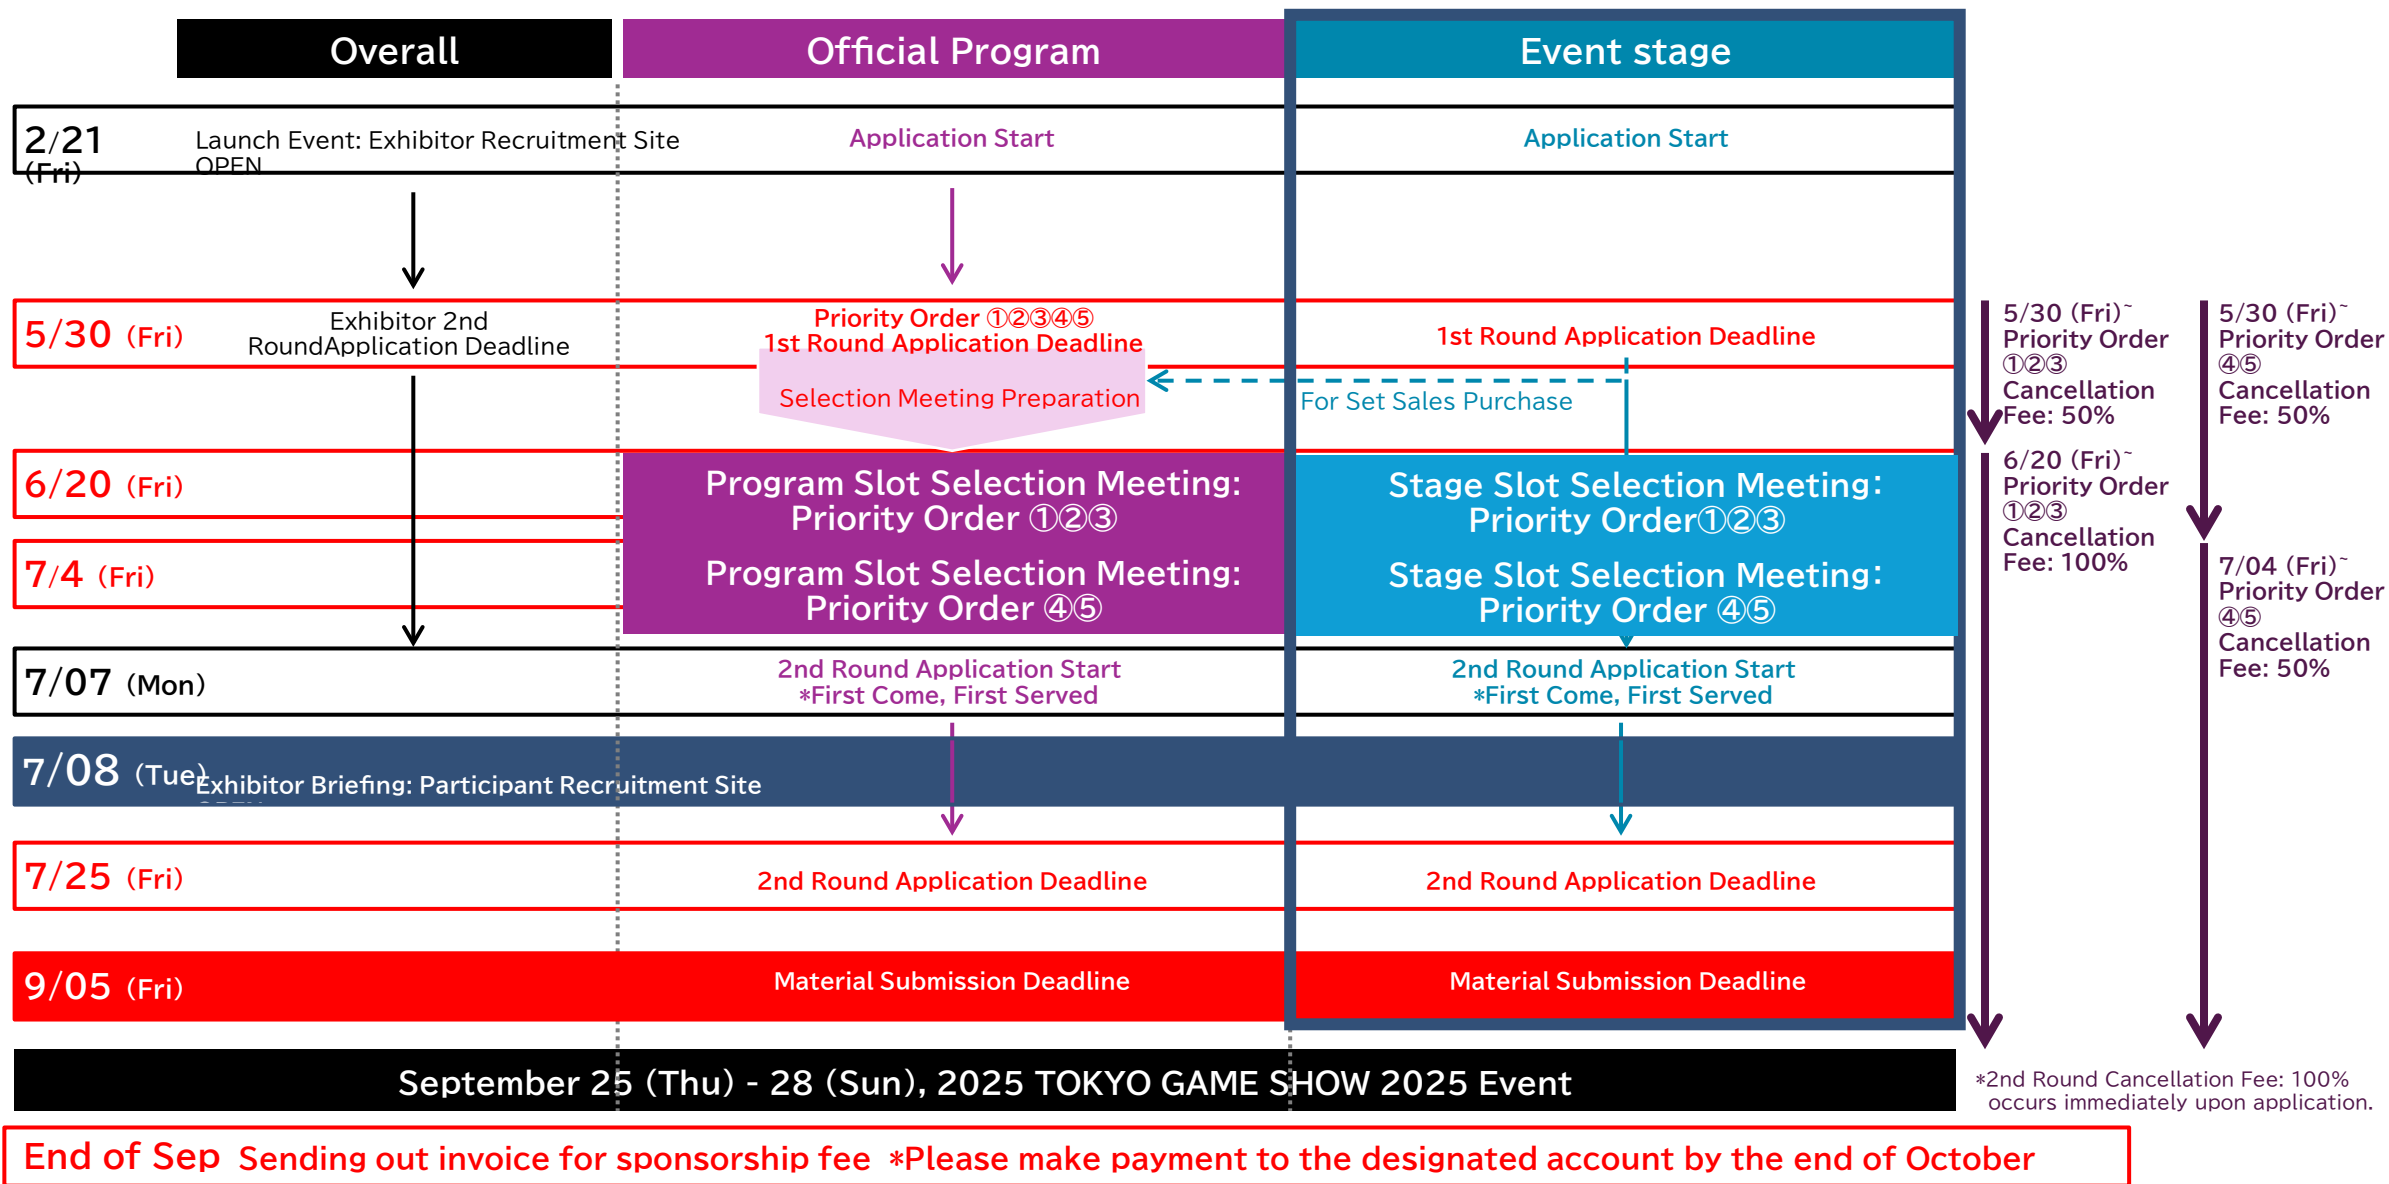 Overall
Official Program
Event stage
2/21
(Fri)
Launch Event: Exhibitor Recruitment Site
OPEN
Application Start
Application Start
5/30 (Fri)
Exhibitor 2nd
RoundApplication Deadline
Priority Order ①②③④⑤
1st Round Application Deadline
1st Round Application Deadline
Selection Meeting Preparation
For Set Sales Purchase
6/20 (Fri)
Program Slot Selection Meeting:
Priority Order ①②③
Stage Slot Selection Meeting:
Priority Order①②③
7/4 (Fri)
Program Slot Selection Meeting:
Priority Order ④⑤
Stage Slot Selection Meeting:
Priority Order ④⑤
7/07 (Mon)
2nd Round Application Start
*First Come, First Served
2nd Round Application Start
*First Come, First Served
7/08 (Tue)
Exhibitor Briefing: Participant Recruitment Site
7/25 (Fri)
2nd Round Application Deadline
2nd Round Application Deadline
9/05 (Fri)
Material Submission Deadline
Material Submission Deadline
September 25 (Thu) - 28 (Sun), 2025 TOKYO GAME SHOW 2025 Event
End of Sep Sending out invoice for sponsorship fee *Please make payment to the designated account by the end of October
5/30 (Fri)~
Priority Order
①②③
Cancellation
Fee: 50%
6/20 (Fri)~
Priority Order
①②③
Cancellation
Fee: 100%
5/30 (Fri)~
Priority Order
④⑤
Cancellation
Fee: 50%
7/04 (Fri)~
Priority Order
④⑤
Cancellation
Fee: 50%
*2nd Round Cancellation Fee: 100%
occurs immediately upon application.